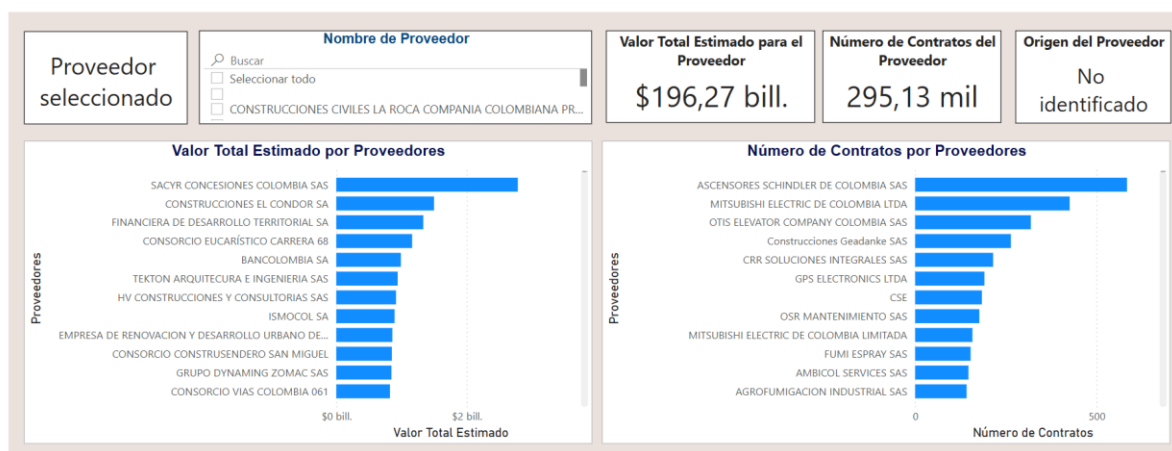 Proveedor
seleccionado
Nombre de Proveedor
Buscar
Seleccionar todo
CONSTRUCCIONES CIVILES LA ROCA COMPANIA COLOMBIANA PR...
Valor Total Estimado para el
Proveedor
$196,27 bill.
Número de Contratos del
Proveedor
295,13 mil
Origen del Proveedor
No
identificado
Valor Total Estimado por Proveedores
Proveedores
SACYR CONCESIONES COLOMBIA SAS
CONSTRUCCIONES EL CONDOR SA
FINANCIERA DE DESARROLLO TERRITORIAL SA
CONSORCIO EUCARÍSTICO CARRERA 68
BANCOLOMBIA SA
TEKTON ARQUITECURA E INGENIERIA SAS
HV CONSTRUCCIONES Y CONSULTORIAS SAS
ISMOCOL SA
EMPRESA DE RENOVACION Y DESARROLLO URBANO DE...
CONSORCIO CONSTRUSENDERO SAN MIGUEL
GRUPO DYNAMING ZOMAC SAS
CONSORCIO VIAS COLOMBIA 061
$0 bill.
$2 bill.
Valor Total Estimado
Número de Contratos por Proveedores
Proveedores
ASCENSORES SCHINDLER DE COLOMBIA SAS
MITSUBISHI ELECTRIC DE COLOMBIA LTDA
OTIS ELEVATOR COMPANY COLOMBIA SAS
Construcciones Geadanke SAS
CRR SOLUCIONES INTEGRALES SAS
GPS ELECTRONICS LTDA
CSE
OSR MANTENIMIENTO SAS
MITSUBISHI ELECTRIC DE COLOMBIA LIMITADA
FUMI ESPRAY SAS
AMBICOL SERVICES SAS
AGROFUMIGACION INDUSTRIAL SAS
0
500
Número de Contratos